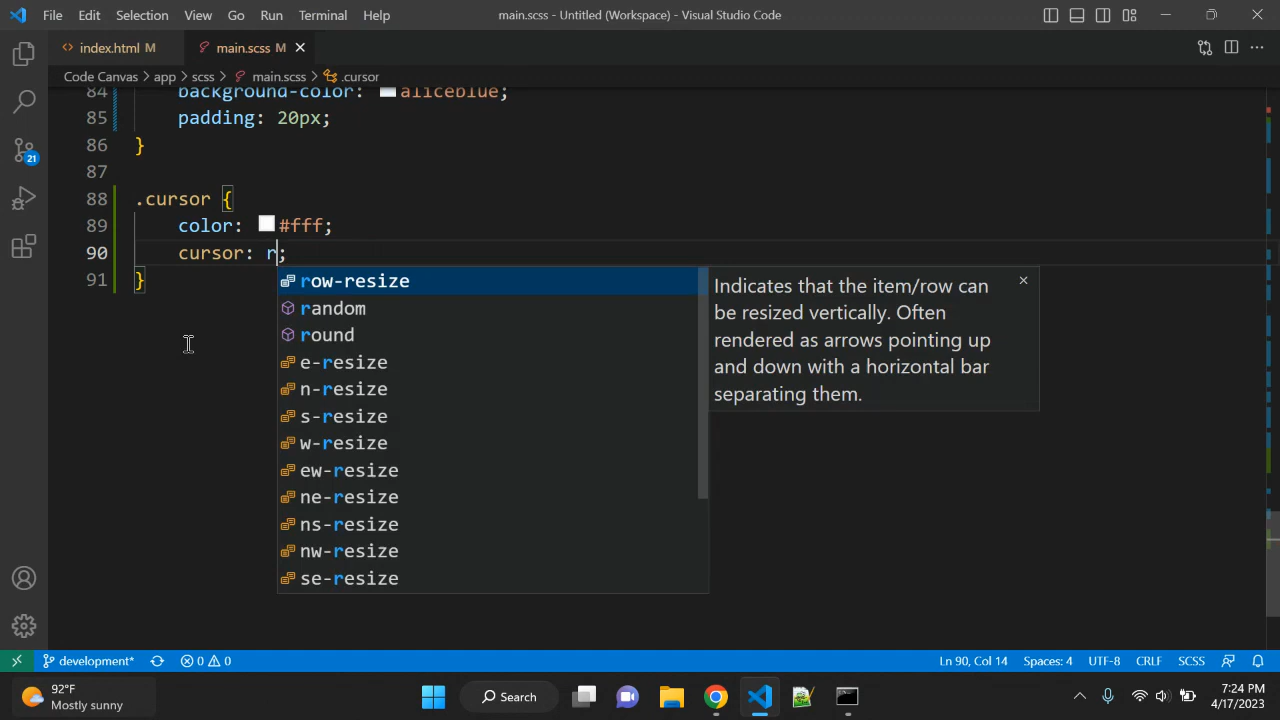 File Edit Selection View Go Run Terminal Help main.scss - Untitled (Workspace) - Visual Studio Code
index.html M main.scss M
Code Canvas > app > scss > main.scss > .cursor
84 background-color: aliceblue;
85 padding: 20px;
86 }
87
88 .cursor {
89 color: #fff;
90 cursor: r;
91 }
row-resize
random
round
e-resize
n-resize
s-resize
w-resize
ew-resize
ne-resize
ns-resize
nw-resize
se-resize
Indicates that the item/row can
be resized vertically. Often
rendered as arrows pointing up
and down with a horizontal bar
separating them.
21
development* 0 0 Ln 90, Col 14 Spaces: 4 UTF-8 CRLF SCSS
92°F
Mostly sunny
Search
7:24 PM
4/17/2023